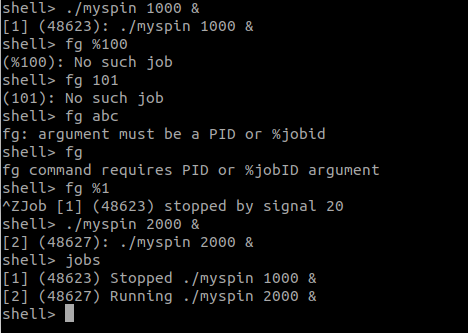 shell> ./myspin 1000 &
[1] (48623): ./myspin 1000 &
shell> fg %100
(%100): No such job
shell> fg 101
(101): No such job
shell> fg abc
fg: argument must be a PID or %jobid
shell> fg
fg command requires PID or %jobID argument
shell> fg %1
^ZJob [1] (48623) stopped by signal 20
shell> ./myspin 2000 &
[2] (48627): ./myspin 2000 &
shell> jobs
[1] (48623) Stopped ./myspin 1000 &
[2] (48627) Running ./myspin 2000 &
shell>